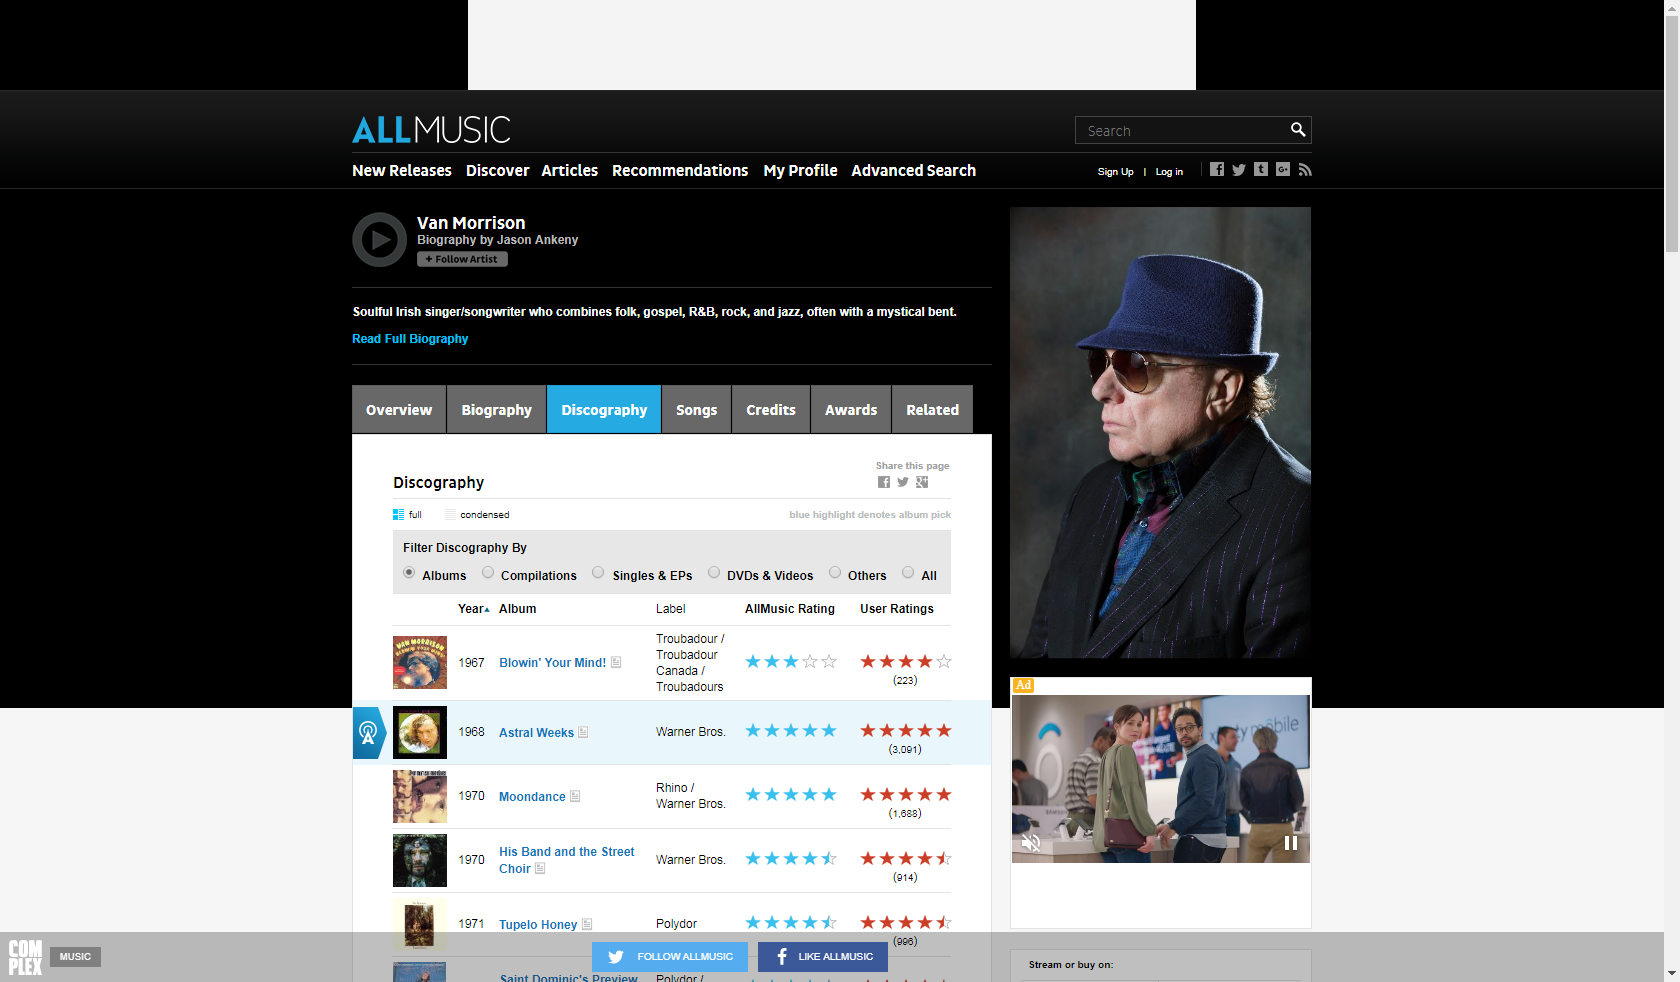 ALLMUSIC
Search
New Releases Discover Articles Recommendations My Profile Advanced Search
Sign Up | Log in
Van Morrison
Biography by Jason Ankeny
+ Follow Artist
Soulful Irish singer/songwriter who combines folk, gospel, R&B, rock, and jazz, often with a mystical bent.
Read Full Biography
Overview Biography Discography Songs Credits Awards Related
Share this page
Discography
full condensed blue highlight denotes album pick
Filter Discography By
Albums Compilations Singles & EPs DVDs & Videos Others All
Year Album Label AllMusic Rating User Ratings
VAN MORRISON
1967 Blowin' Your Mind!
Troubadour /
Troubadour
Canada /
Troubadours
(223)
1968 Astral Weeks Warner Bros.
(3,091)
1970 Moondance
Rhino /
Warner Bros.
(1,688)
1970 His Band and the Street
Choir
Warner Bros.
(914)
1971 Tupelo Honey Polydor
(996)
Saint Dominic's Preview Polydor /
Ad
xfinity mobile
Stream or buy on:
COMPLEX
MUSIC
FOLLOW ALLMUSIC
LIKE ALLMUSIC